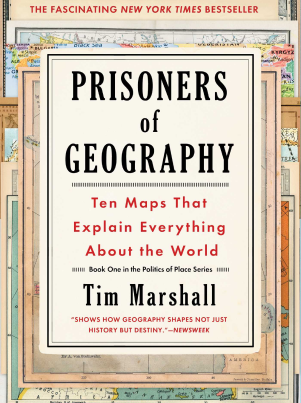 THE FASCINATING NEW YORK TIMES BESTSELLER
PRISONERS
of
GEOGRAPHY
Ten Maps That
Explain Everything
About the World
Book One in the Politics of Place Series
Tim Marshall
"SHOWS HOW GEOGRAPHY SHAPES NOT JUST
HISTORY BUT DESTINY."—NEWSWEEK
AMERICA